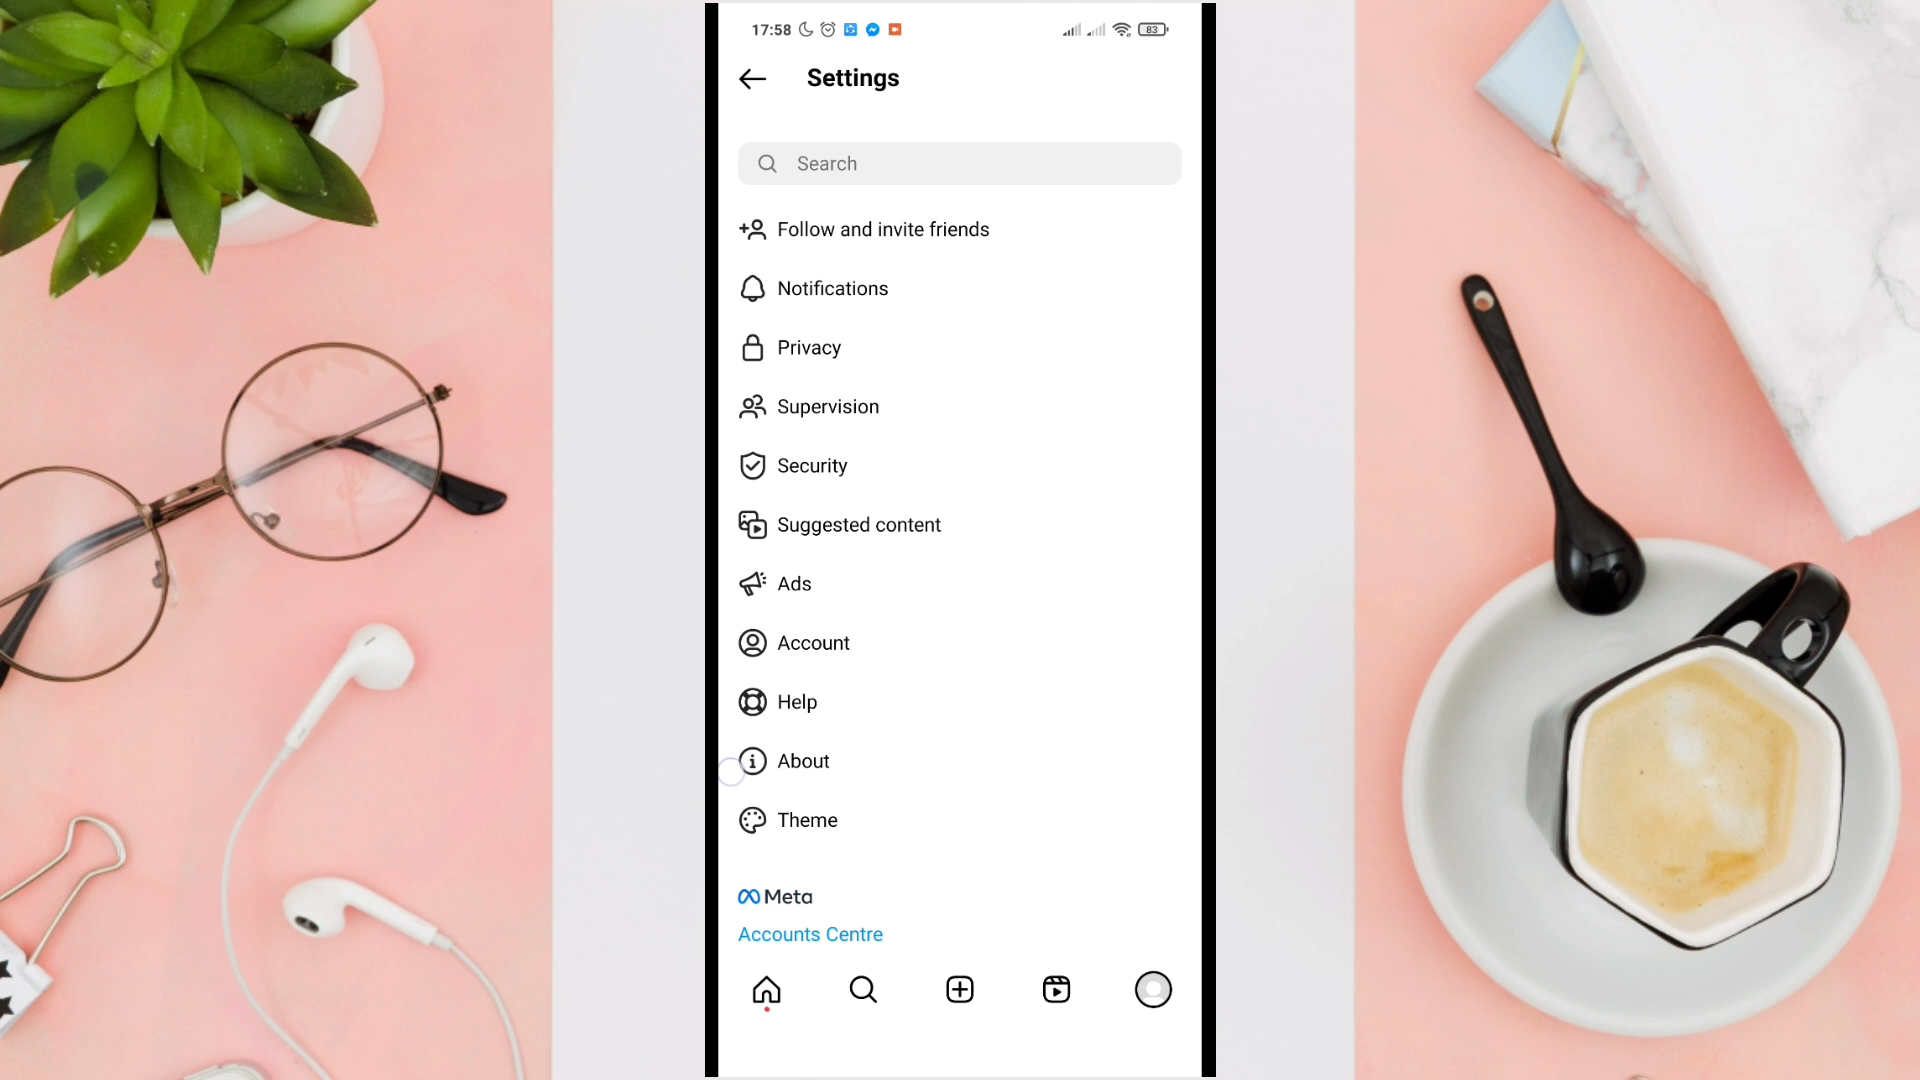 17:58
83
Settings
Search
Follow and invite friends
Notifications
Privacy
Supervision
Security
Suggested content
Ads
Account
Help
About
Theme
Meta
Accounts Centre